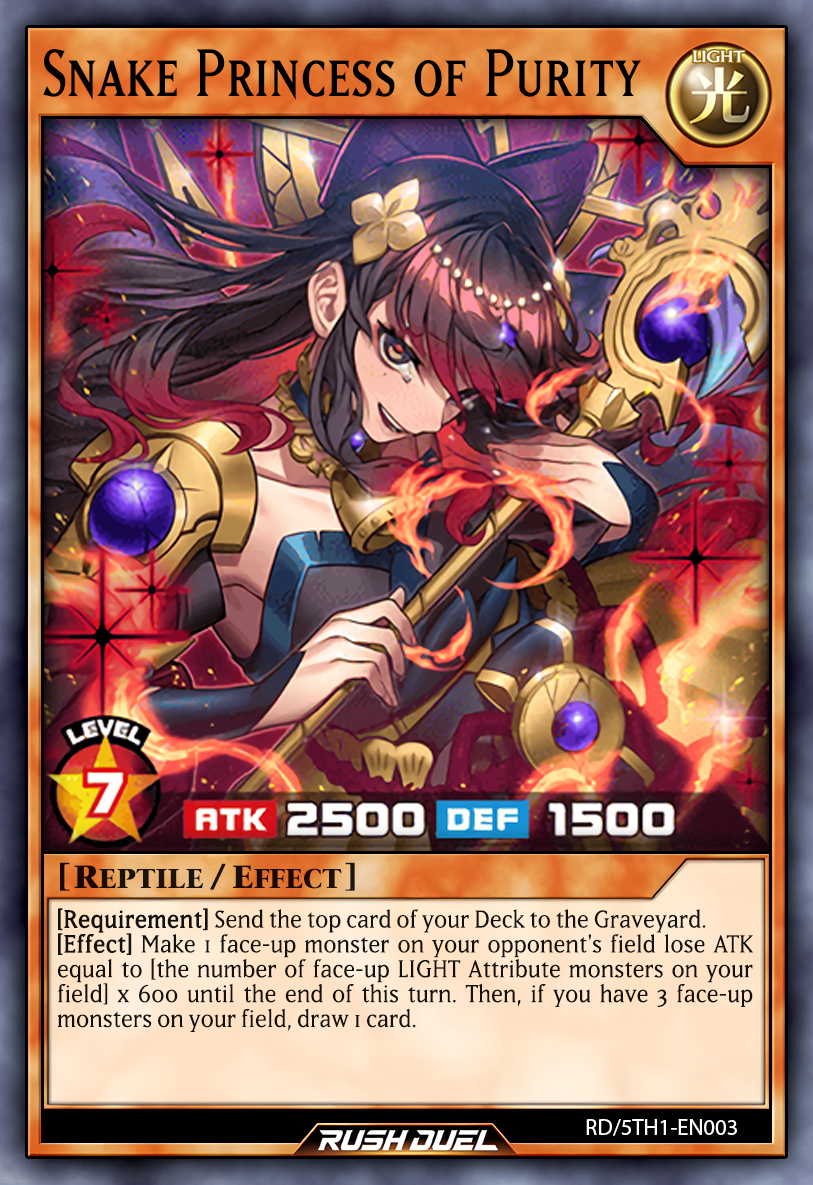 Snake Princess of Purity
LIGHT
光
LEVEL
7
ATK 2500 DEF 1500
[Reptile / Effect]
[Requirement] Send the top card of your Deck to the Graveyard.
[Effect] Make 1 face-up monster on your opponent's field lose ATK
equal to [the number of face-up LIGHT Attribute monsters on your
field] x 600 until the end of this turn. Then, if you have 3 face-up
monsters on your field, draw 1 card.
RUSH DUEL
RD/5TH1-EN003